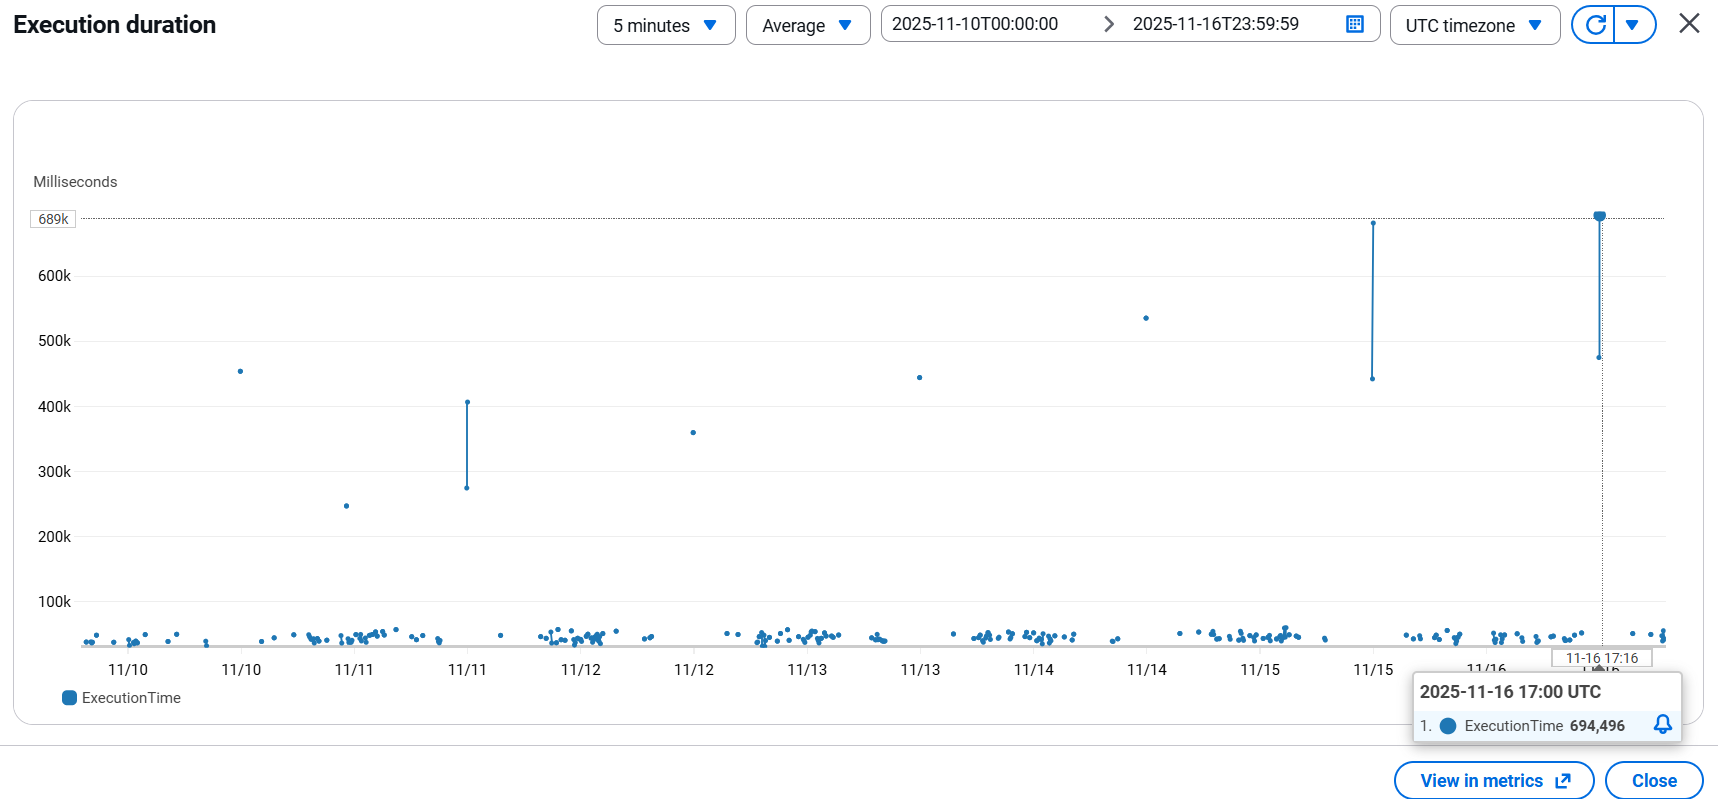 Execution duration
5 minutes
Average
2025-11-10T00:00:00
2025-11-16T23:59:59
UTC timezone
Milliseconds
689k
600k
500k
400k
300k
200k
100k
11/10 11/10 11/11 11/11 11/12 11/12 11/13 11/13 11/14 11/14 11/15 11/15 11/16
11-16 17:16
ExecutionTime
2025-11-16 17:00 UTC
1. ExecutionTime 694,496
View in metrics
Close